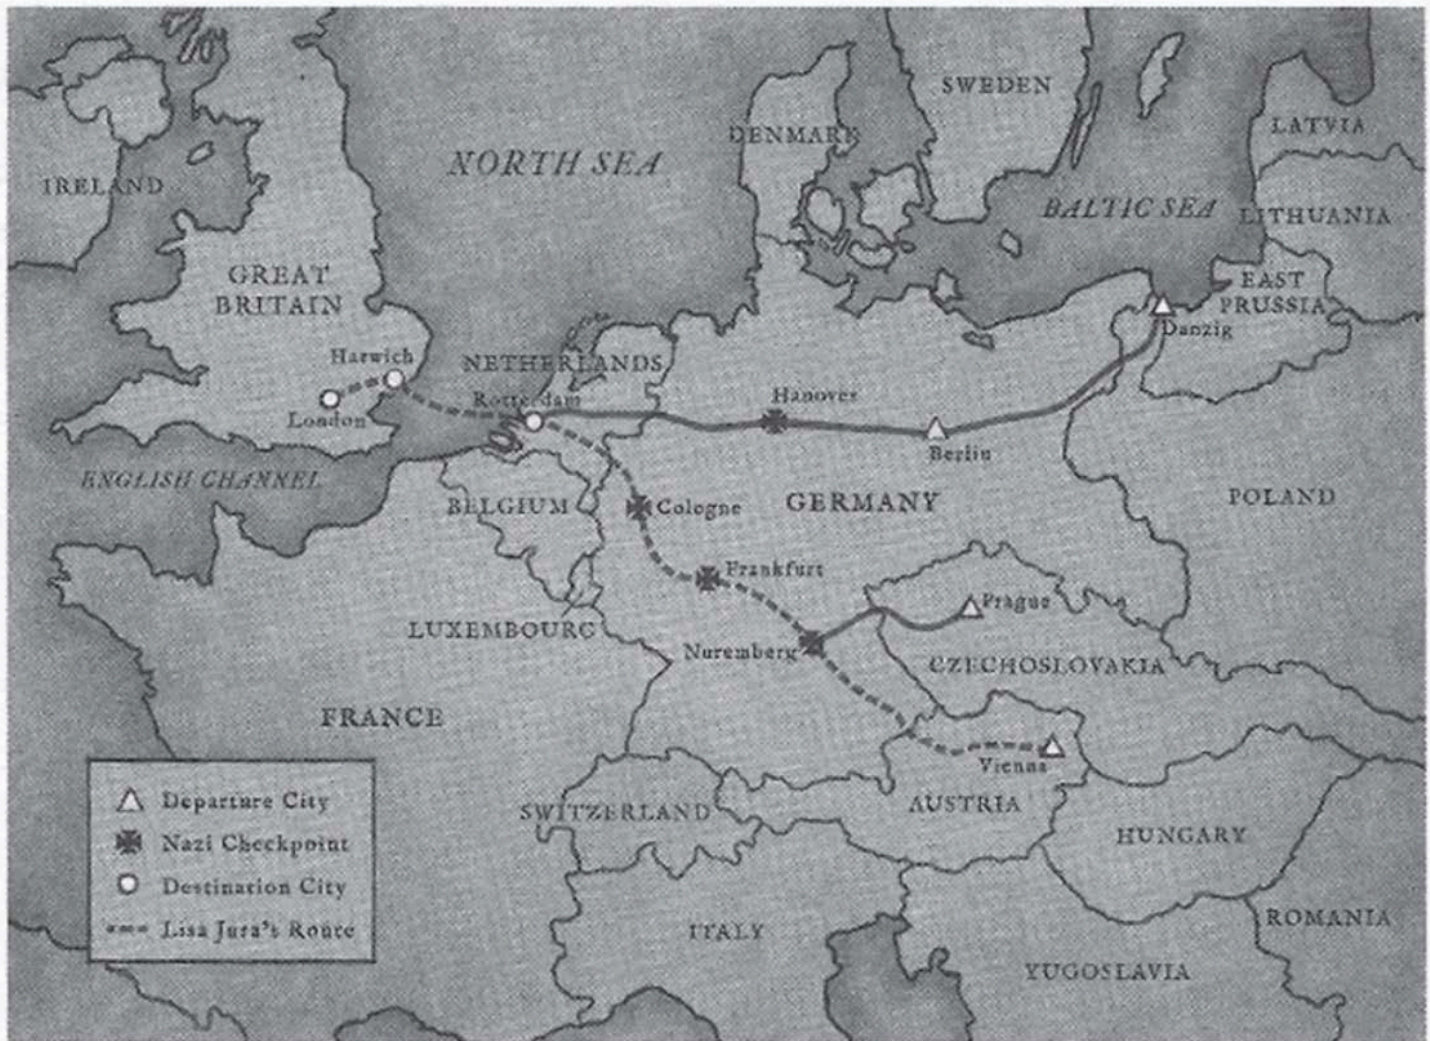 SWEDEN
DENMARK
LATVIA
NORTH SEA
IRELAND
BALTIC SEA
LITHUANIA
GREAT
BRITAIN
EAST
PRUSSIA
Danzig
Harwich
NETHERLANDS
Rotterdam
Hanover
London
Berlin
ENGLISH CHANNEL
BELGIUM
Cologne
GERMANY
POLAND
Frankfurt
Prague
LUXEMBOURG
Nuremberg
CZECHOSLOVAKIA
FRANCE
Vienna
Departure City
Nazi Checkpoint
Destination City
Lisa Jura's Route
SWITZERLAND
AUSTRIA
HUNGARY
ITALY
ROMANIA
YUGOSLAVIA